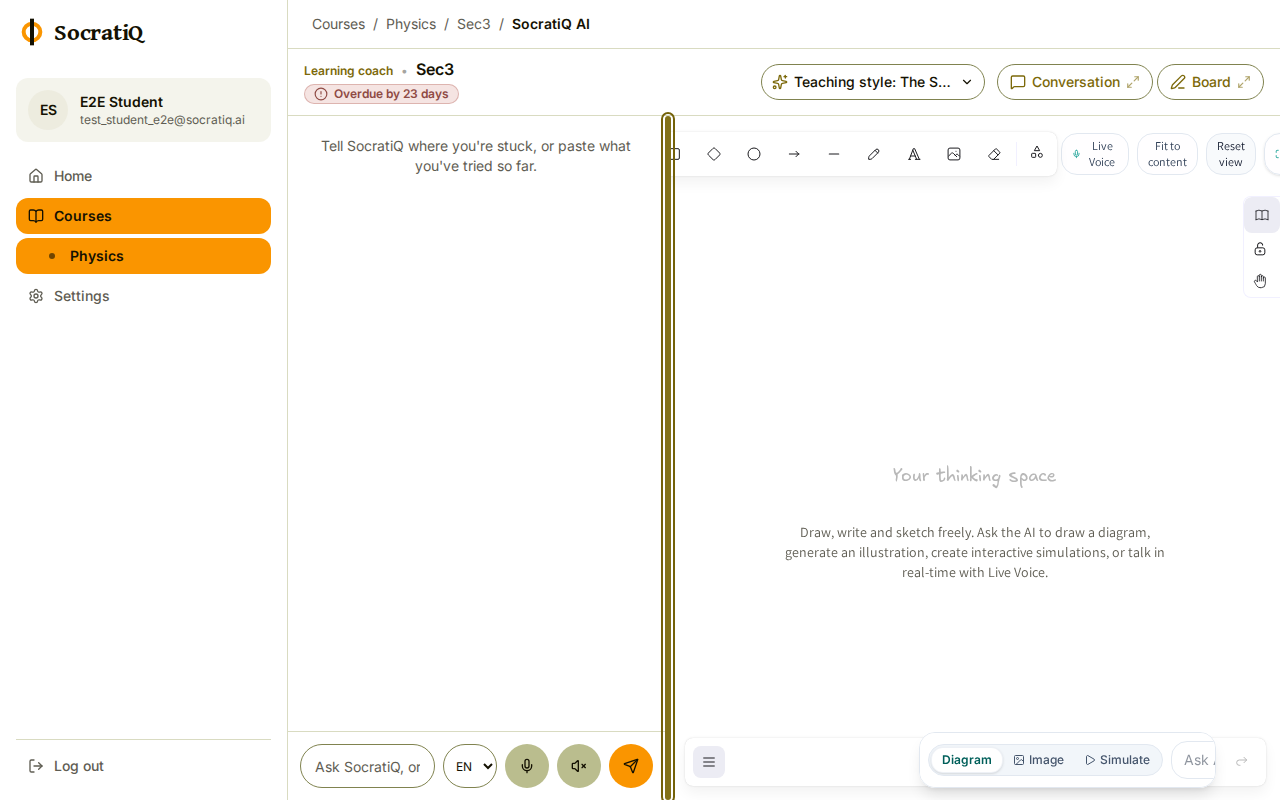 SocratiQ
ES
E2E Student
test_student_e2e@socratiq.ai
Home
Courses
Physics
Settings
Log out
Courses / Physics / Sec3 / SocratiQ AI
Learning coach • Sec3
Overdue by 23 days
Teaching style: The S...
Conversation
Board
Tell SocratiQ where you're stuck, or paste what
you've tried so far.
Live
Voice
Fit to
content
Reset
view
Your thinking space
Draw, write and sketch freely. Ask the AI to draw a diagram,
generate an illustration, create interactive simulations, or talk in
real-time with Live Voice.
Ask SocratiQ, or
EN
Diagram
Image
Simulate
Ask